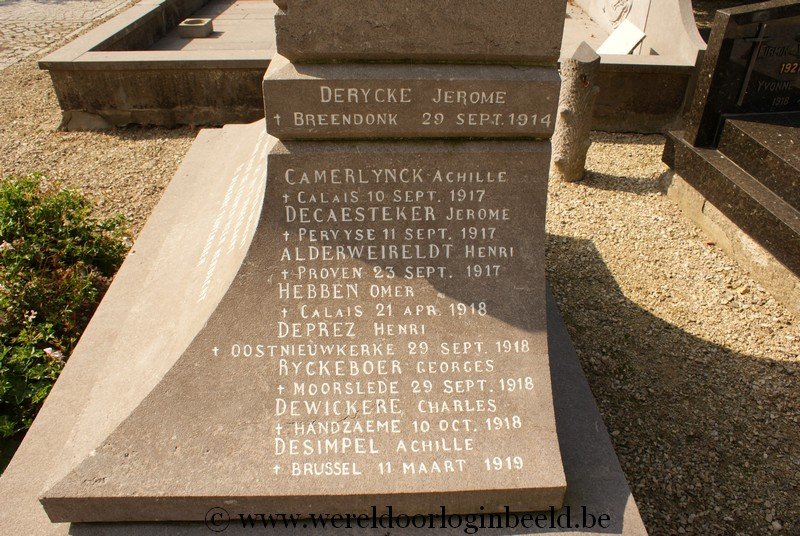 DERYCKE JEROME
† BREENDONK 29 SEPT. 1914
CAMERLYNCK ACHILLE
† CALAIS 10 SEPT. 1917
DECAESTEKER JEROME
† PERVYSE 11 SEPT. 1917
ALDERWEIRELDT HENRI
† PROVEN 23 SEPT. 1917
HEBBEN OMER
† CALAIS 21 APR. 1918
DEPREZ HENRI
† OOSTNIEUWKERKE 29 SEPT. 1918
RYCKEBOER GEORGES
† MOORSLEDE 29 SEPT. 1918
DEWICKERE CHARLES
† HANDZAEME 10 OCT. 1918
DESIMPEL ACHILLE
† BRUSSEL 11 MAART 1919
YVONNE
1918
© www.wereldoorloginbeeld.be